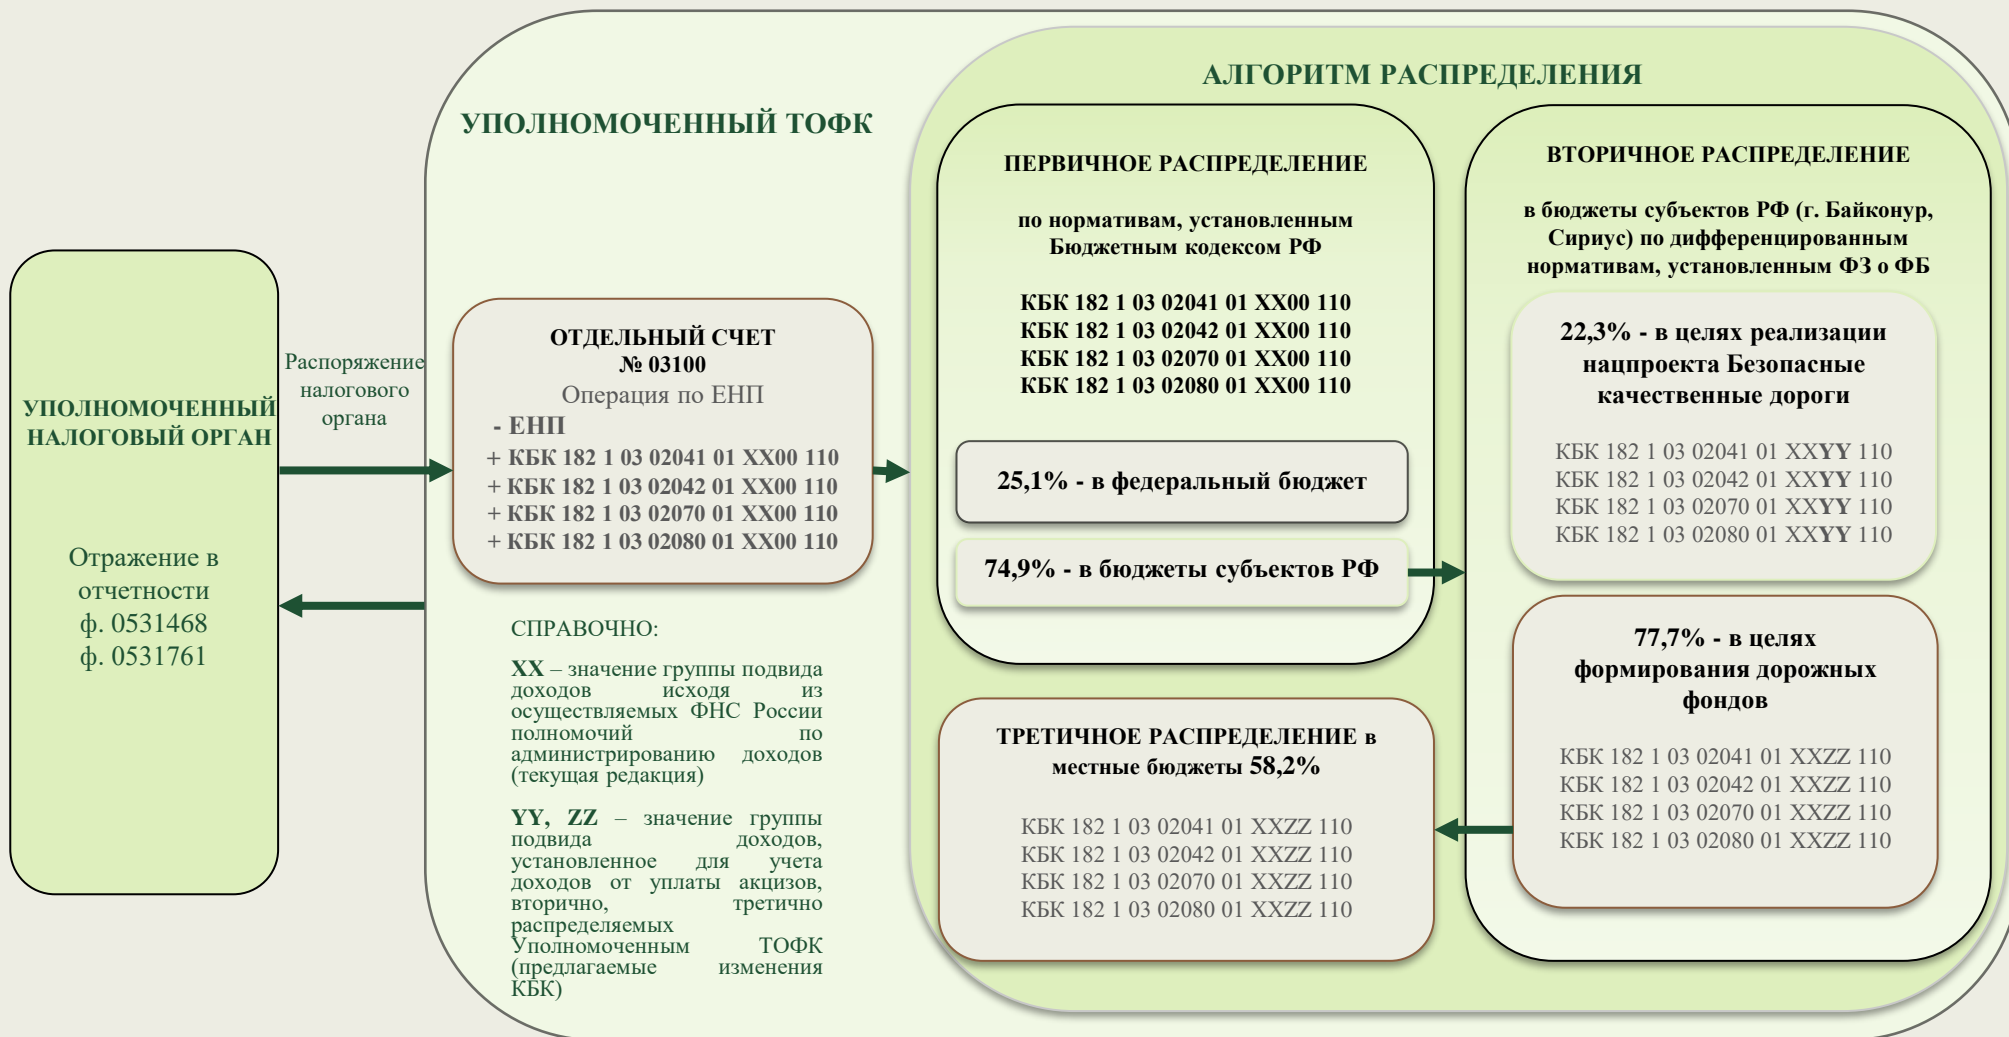 УПОЛНОМОЧЕННЫЙ
НАЛОГОВЫЙ ОРГАН
Отражение в
отчетности
ф. 0531468
ф. 0531761
Распоряжение
налогового
органа
УПОЛНОМОЧЕННЫЙ ТОФК
ОТДЕЛЬНЫЙ СЧЕТ
№ 03100
Операция по ЕНП
- ЕНП
+ КБК 182 1 03 02041 01 XX00 110
+ КБК 182 1 03 02042 01 XX00 110
+ КБК 182 1 03 02070 01 XX00 110
+ КБК 182 1 03 02080 01 XX00 110
СПРАВОЧНО:
XX – значение группы подвида
доходов исходя из
осуществляемых ФНС России
полномочий по
администрированию доходов
(текущая редакция)
YY, ZZ – значение группы
подвида доходов,
установленное для учета
доходов от уплаты акцизов,
вторично, третично
распределяемых
Уполномоченным ТОФК
(предлагаемые изменения
КБК)
АЛГОРИТМ РАСПРЕДЕЛЕНИЯ
ПЕРВИЧНОЕ РАСПРЕДЕЛЕНИЕ
по нормативам, установленным
Бюджетным кодексом РФ
КБК 182 1 03 02041 01 XX00 110
КБК 182 1 03 02042 01 XX00 110
КБК 182 1 03 02070 01 XX00 110
КБК 182 1 03 02080 01 XX00 110
25,1% - в федеральный бюджет
74,9% - в бюджеты субъектов РФ
ВТОРИЧНОЕ РАСПРЕДЕЛЕНИЕ
в бюджеты субъектов РФ (г. Байконур,
Сириус) по дифференцированным
нормативам, установленным ФЗ о ФБ
22,3% - в целях реализации
нацпроекта Безопасные
качественные дороги
КБК 182 1 03 02041 01 XXYY 110
КБК 182 1 03 02042 01 XXYY 110
КБК 182 1 03 02070 01 XXYY 110
КБК 182 1 03 02080 01 XXYY 110
77,7% - в целях
формирования дорожных
фондов
КБК 182 1 03 02041 01 XXZZ 110
КБК 182 1 03 02042 01 XXZZ 110
КБК 182 1 03 02070 01 XXZZ 110
КБК 182 1 03 02080 01 XXZZ 110
ТРЕТИЧНОЕ РАСПРЕДЕЛЕНИЕ в
местные бюджеты 58,2%
КБК 182 1 03 02041 01 XXZZ 110
КБК 182 1 03 02042 01 XXZZ 110
КБК 182 1 03 02070 01 XXZZ 110
КБК 182 1 03 02080 01 XXZZ 110